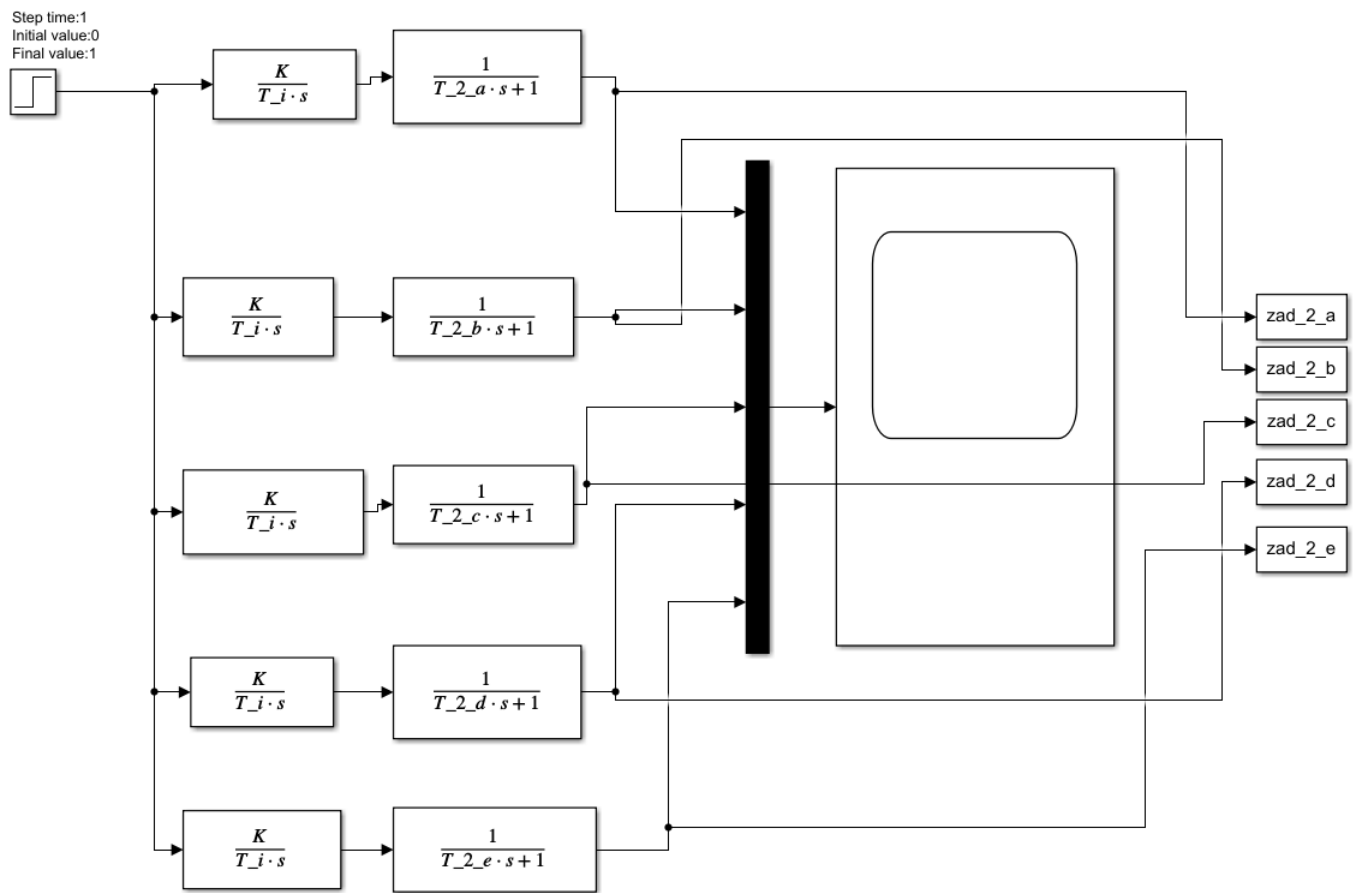 Step time:1
Initial value:0
Final value:1
K
T_i · s
1
T_2_a · s + 1
K
T_i · s
1
T_2_b · s + 1
K
T_i · s
1
T_2_c · s + 1
K
T_i · s
1
T_2_d · s + 1
K
T_i · s
1
T_2_e · s + 1
zad_2_a
zad_2_b
zad_2_c
zad_2_d
zad_2_e